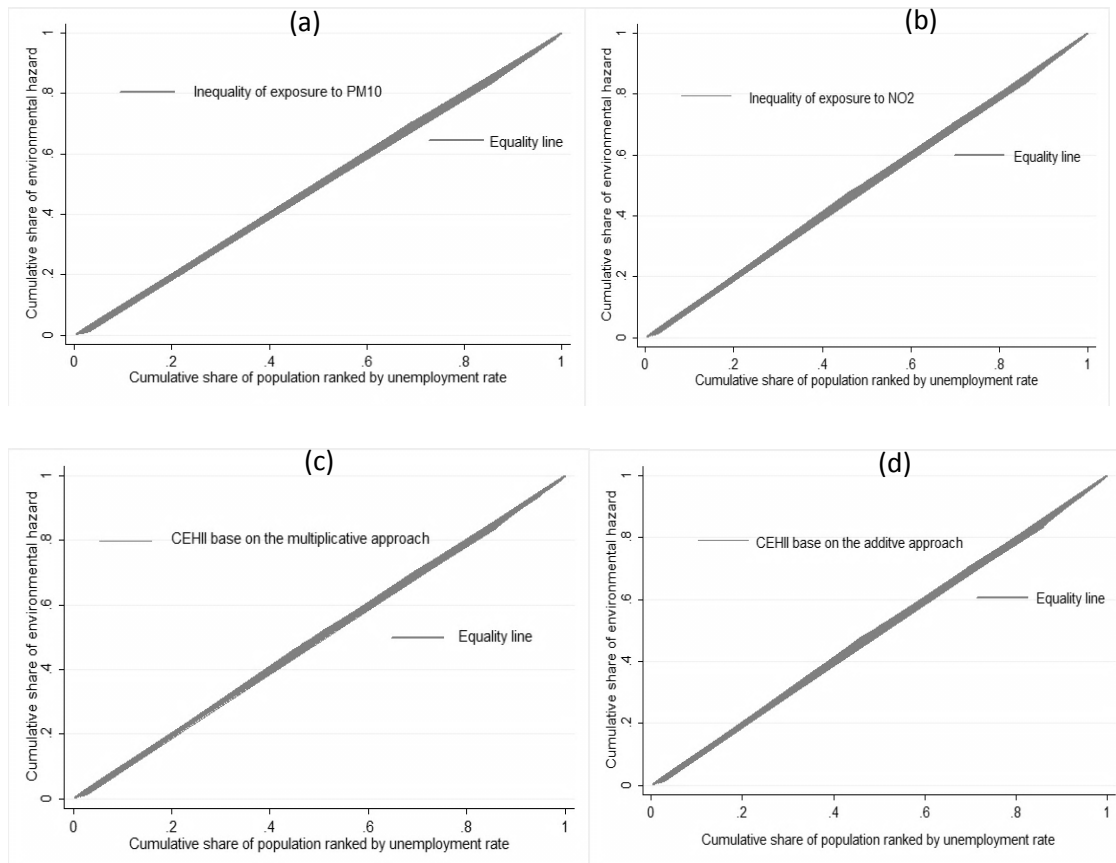 (a)
Cumulative share of environmental hazard
1
.8
.6
.4
.2
0
Inequality of exposure to PM10
Equality line
0 .2 .4 .6 .8 1
Cumulative share of population ranked by unemployment rate
(b)
Cumulative share of environmental hazard
1
.8
.6
.4
.2
0
Inequality of exposure to NO2
Equality line
0 .2 .4 .6 .8 1
Cumulative share of population ranked by unemployment rate
(c)
Cumulative share of environmental hazard
1
.8
.6
.4
.2
0
CEHII base on the multiplicative approach
Equality line
0 .2 .4 .6 .8 1
Cumulative share of population ranked by unemployment rate
(d)
Cumulative share of environmental hazard
1
.8
.6
.4
.2
0
CEHII base on the additve approach
Equality line
0 .2 .4 .6 .8 1
Cumulative share of population ranked by unemployment rate